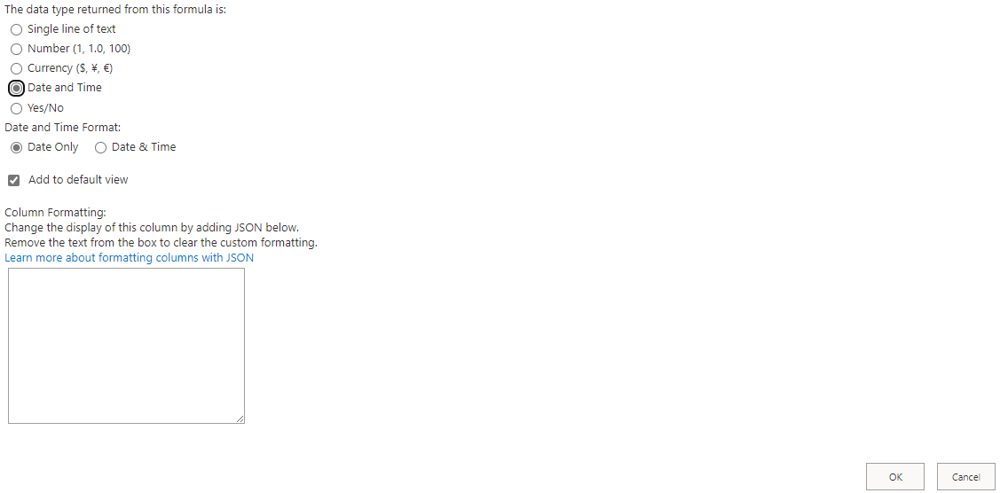 The data type returned from this formula is:
Single line of text
Number (1, 1.0, 100)
Currency ($, ¥, €)
Date and Time
Yes/No
Date and Time Format:
Date Only Date & Time
Add to default view
Column Formatting:
Change the display of this column by adding JSON below.
Remove the text from the box to clear the custom formatting.
Learn more about formatting columns with JSON
OK Cancel